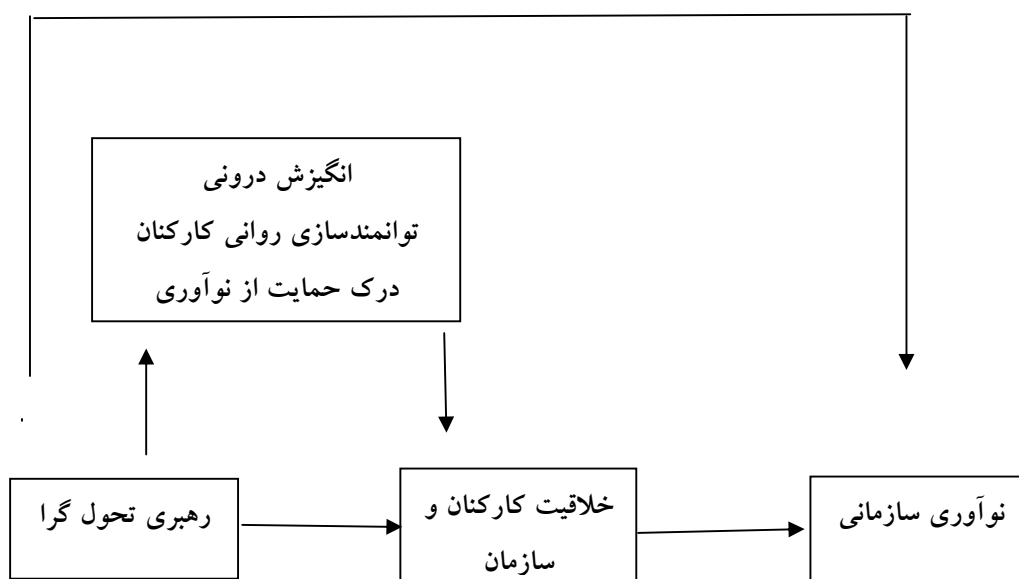 انگیزش درونی
توانمندسازی روانی کارکنان
درک حمایت از نوآوری
رهبری تحول گرا
خلاقیت کارکنان و
سازمان
نوآوری سازمانی